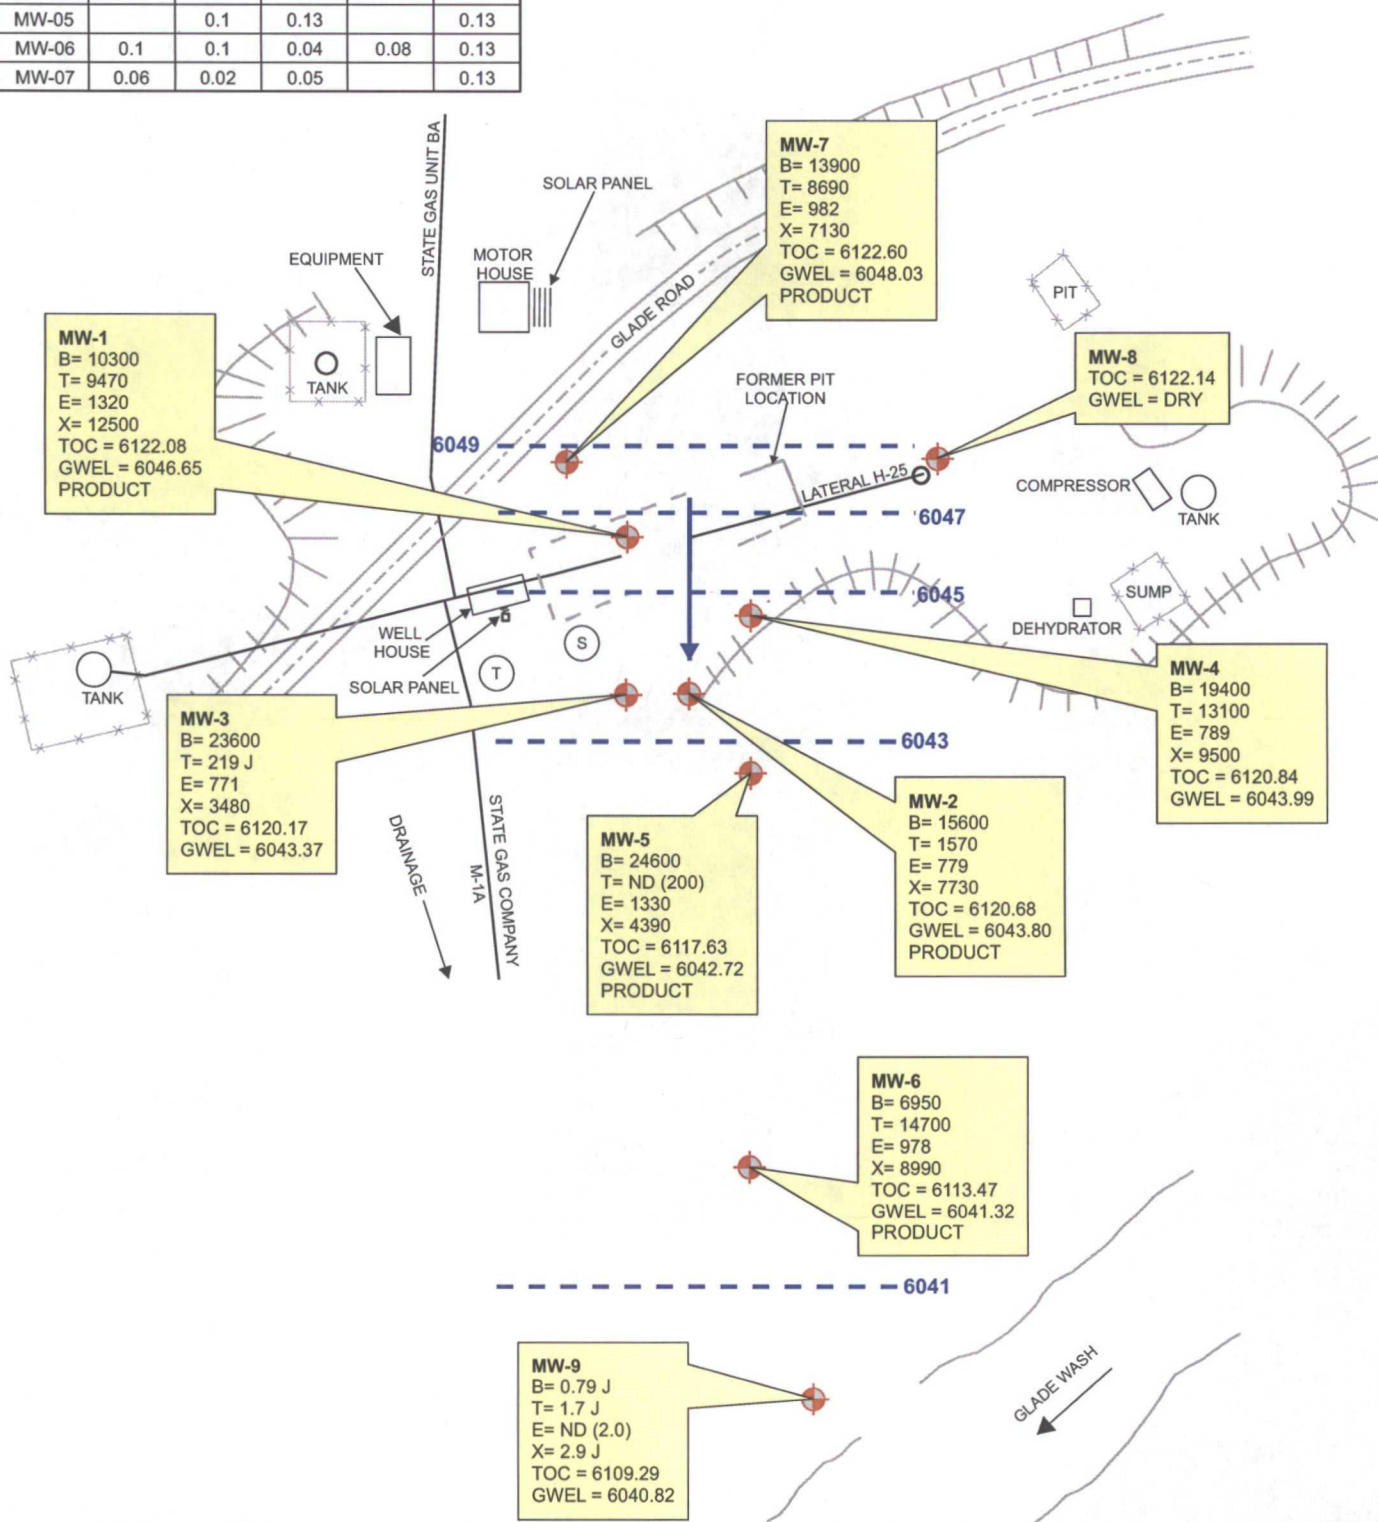 MW-05 0.1 0.13 0.13
MW-06 0.1 0.1 0.04 0.08 0.13
MW-07 0.06 0.02 0.05 0.13
STATE GAS UNIT BA
SOLAR PANEL
MOTOR
HOUSE
EQUIPMENT
TANK
GLADE ROAD
MW-7
B= 13900
T= 8690
E= 982
X= 7130
TOC = 6122.60
GWEL = 6048.03
PRODUCT
PIT
MW-1
B= 10300
T= 9470
E= 1320
X= 12500
TOC = 6122.08
GWEL = 6046.65
PRODUCT
MW-8
TOC = 6122.14
GWEL = DRY
FORMER PIT
LOCATION
6049
LATERAL H-25
COMPRESSOR
TANK
6047
6045
SUMP
DEHYDRATOR
WELL
HOUSE
SOLAR PANEL
S
T
TANK
MW-3
B= 23600
T= 219 J
E= 771
X= 3480
TOC = 6120.17
GWEL = 6043.37
MW-4
B= 19400
T= 13100
E= 789
X= 9500
TOC = 6120.84
GWEL = 6043.99
6043
MW-2
B= 15600
T= 1570
E= 779
X= 7730
TOC = 6120.68
GWEL = 6043.80
PRODUCT
MW-5
B= 24600
T= ND (200)
E= 1330
X= 4390
TOC = 6117.63
GWEL = 6042.72
PRODUCT
DRAINAGE
STATE GAS COMPANY
M-1A
MW-6
B= 6950
T= 14700
E= 978
X= 8990
TOC = 6113.47
GWEL = 6041.32
PRODUCT
6041
MW-9
B= 0.79 J
T= 1.7 J
E= ND (2.0)
X= 2.9 J
TOC = 6109.29
GWEL = 6040.82
GLADE WASH